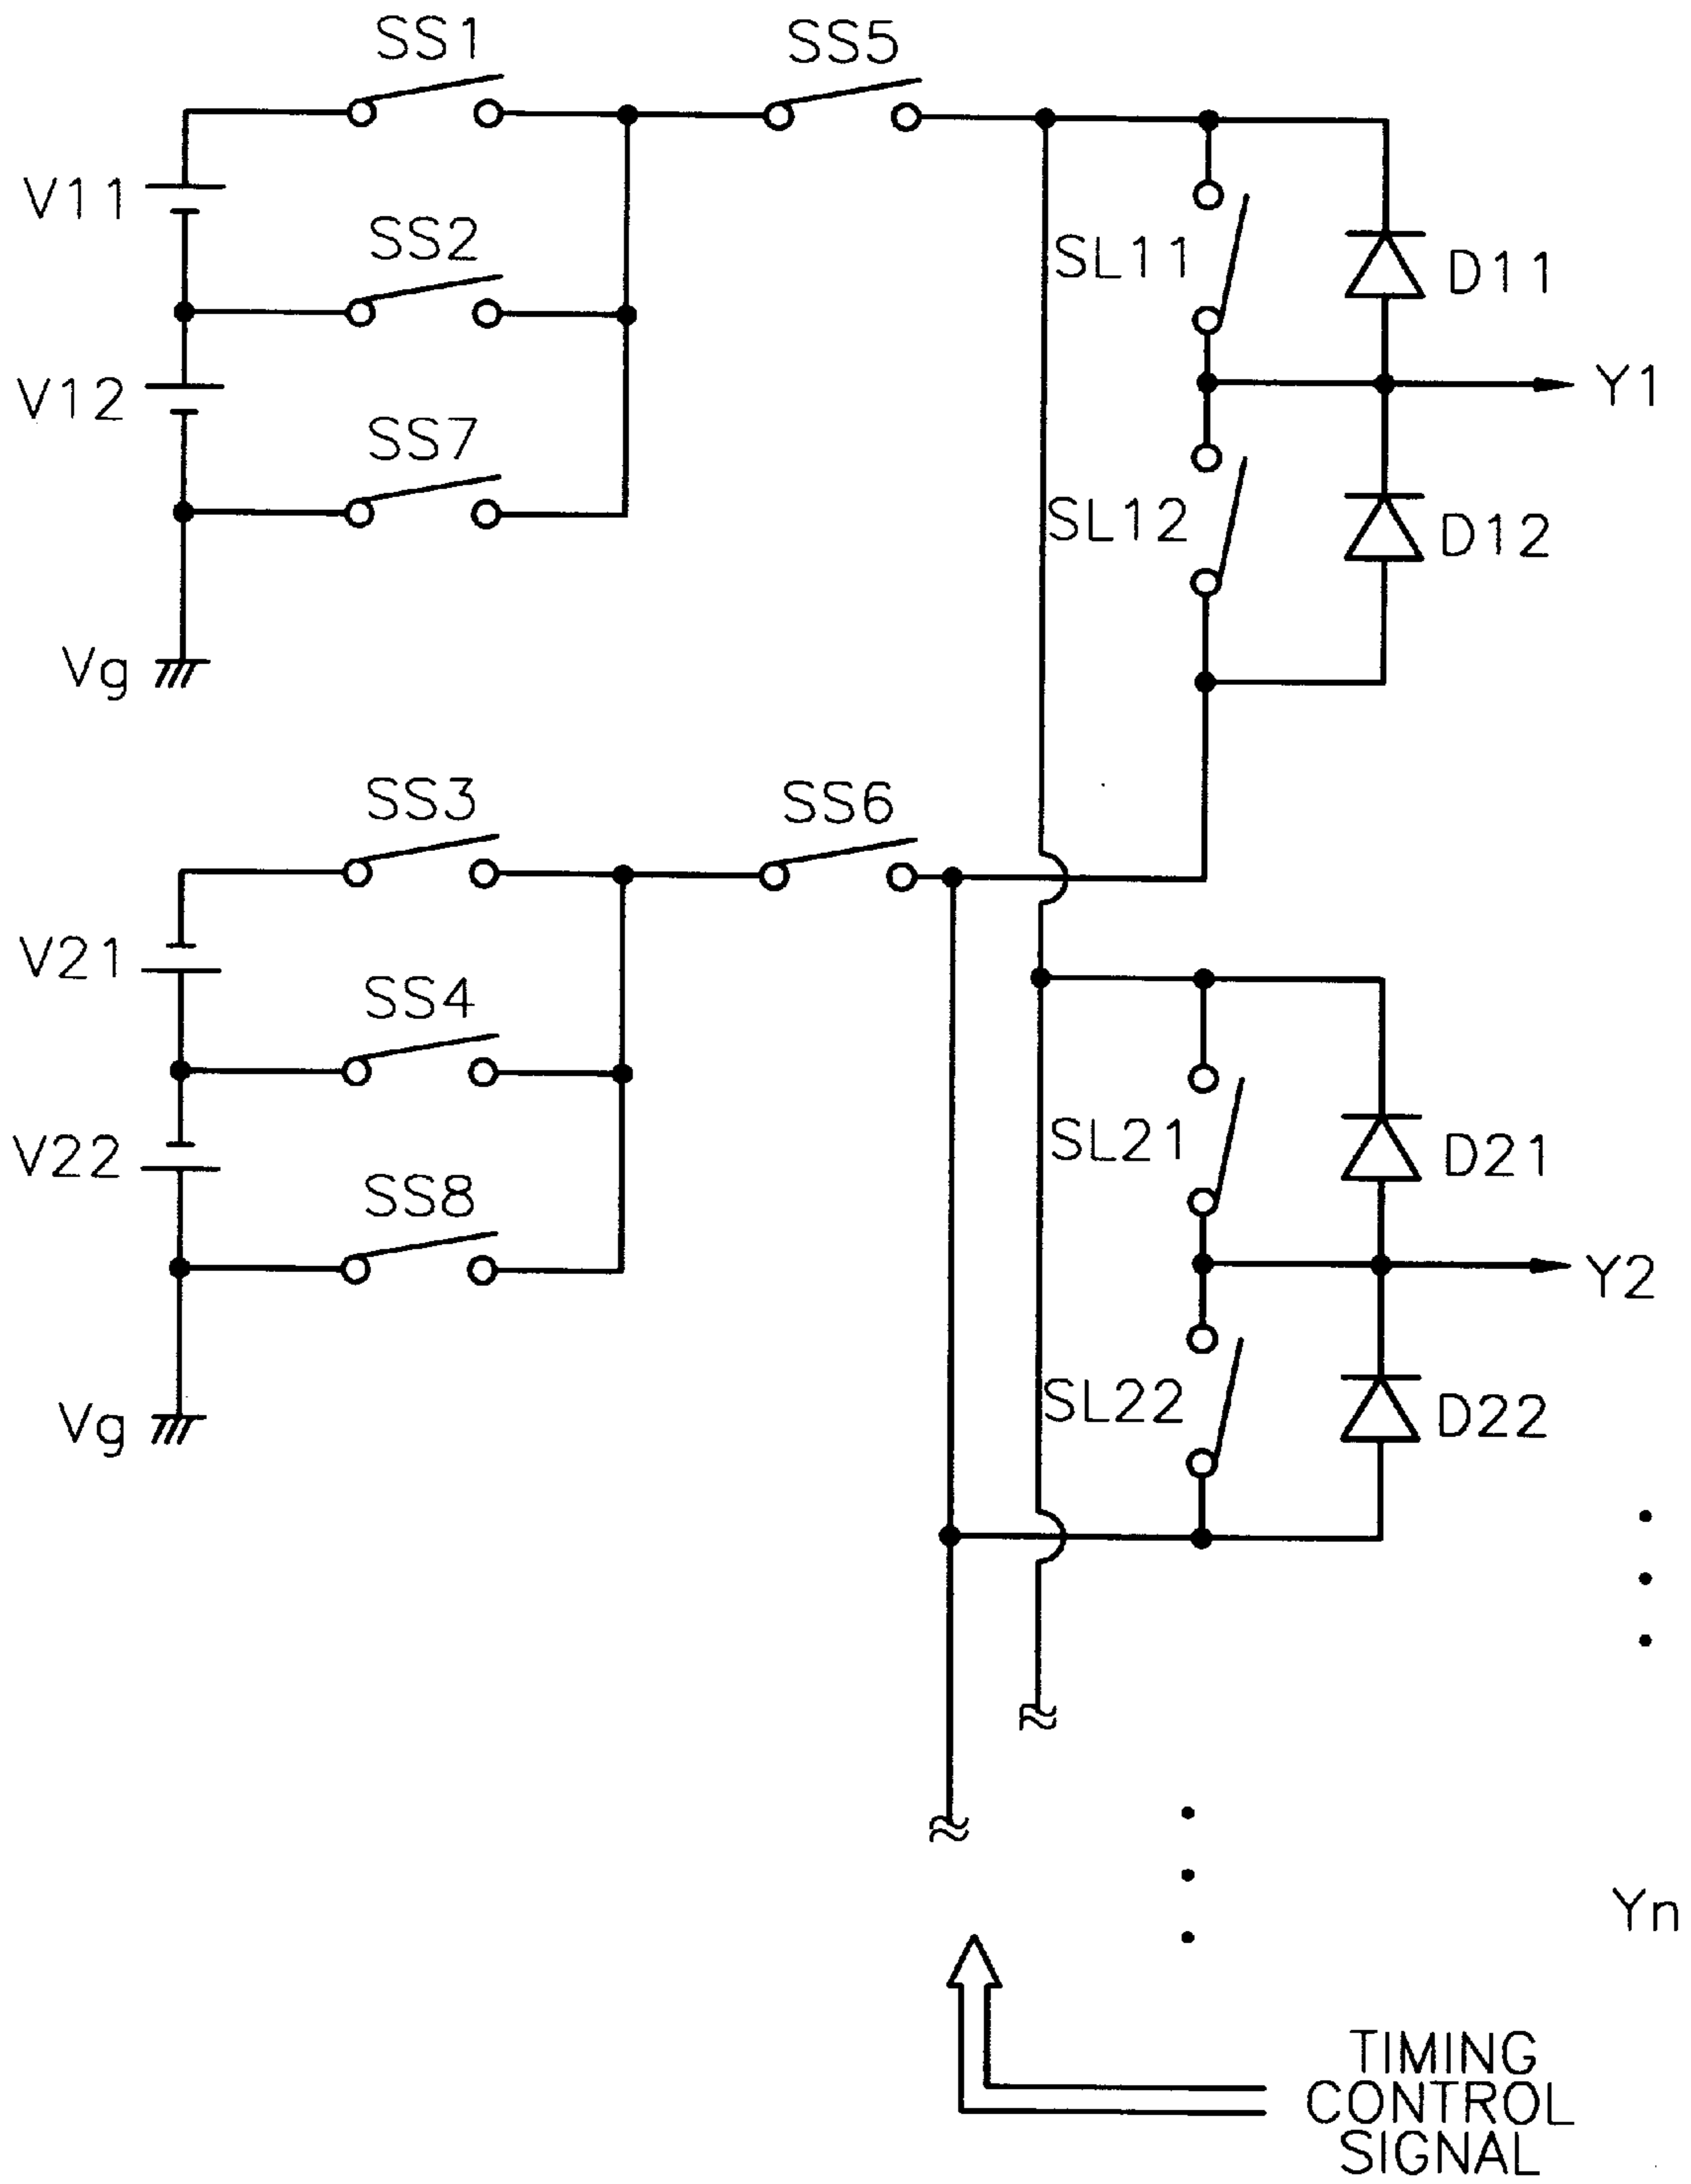 SS1
SS5
V11
SS2
SL11
D11
V12
Y1
SS7
SL12
D12
Vg
SS3
SS6
V21
SS4
SL21
D21
V22
SS8
Y2
SL22
D22
Vg
Yn
TIMING
CONTROL
SIGNAL